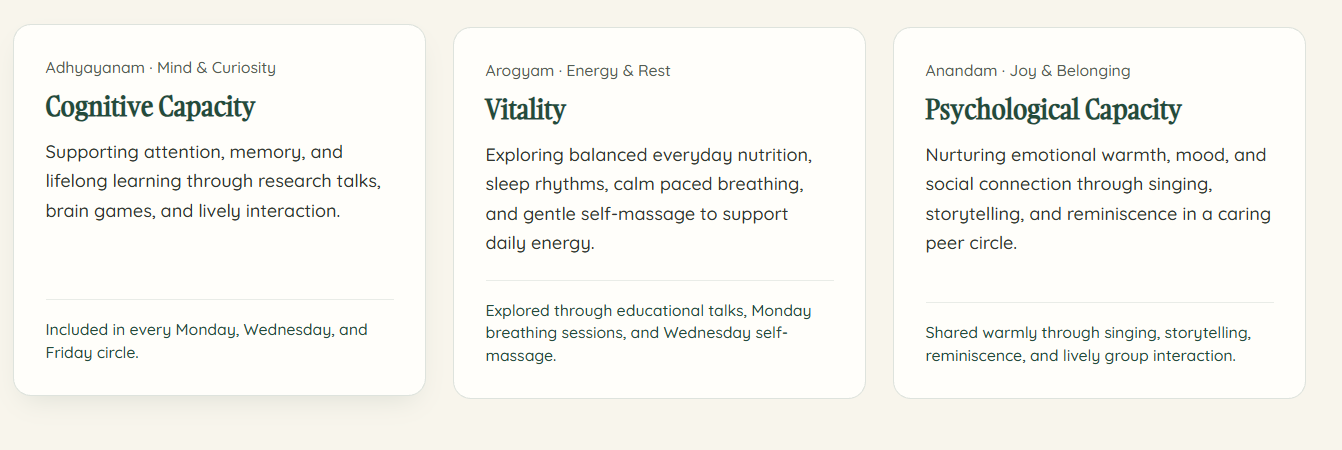 Adhyayanam · Mind & Curiosity
Cognitive Capacity
Supporting attention, memory, and
lifelong learning through research talks,
brain games, and lively interaction.
Included in every Monday, Wednesday, and
Friday circle.
Arogyam · Energy & Rest
Vitality
Exploring balanced everyday nutrition,
sleep rhythms, calm paced breathing,
and gentle self-massage to support
daily energy.
Explored through educational talks, Monday
breathing sessions, and Wednesday self-
massage.
Anandam · Joy & Belonging
Psychological Capacity
Nurturing emotional warmth, mood, and
social connection through singing,
storytelling, and reminiscence in a caring
peer circle.
Shared warmly through singing, storytelling,
reminiscence, and lively group interaction.